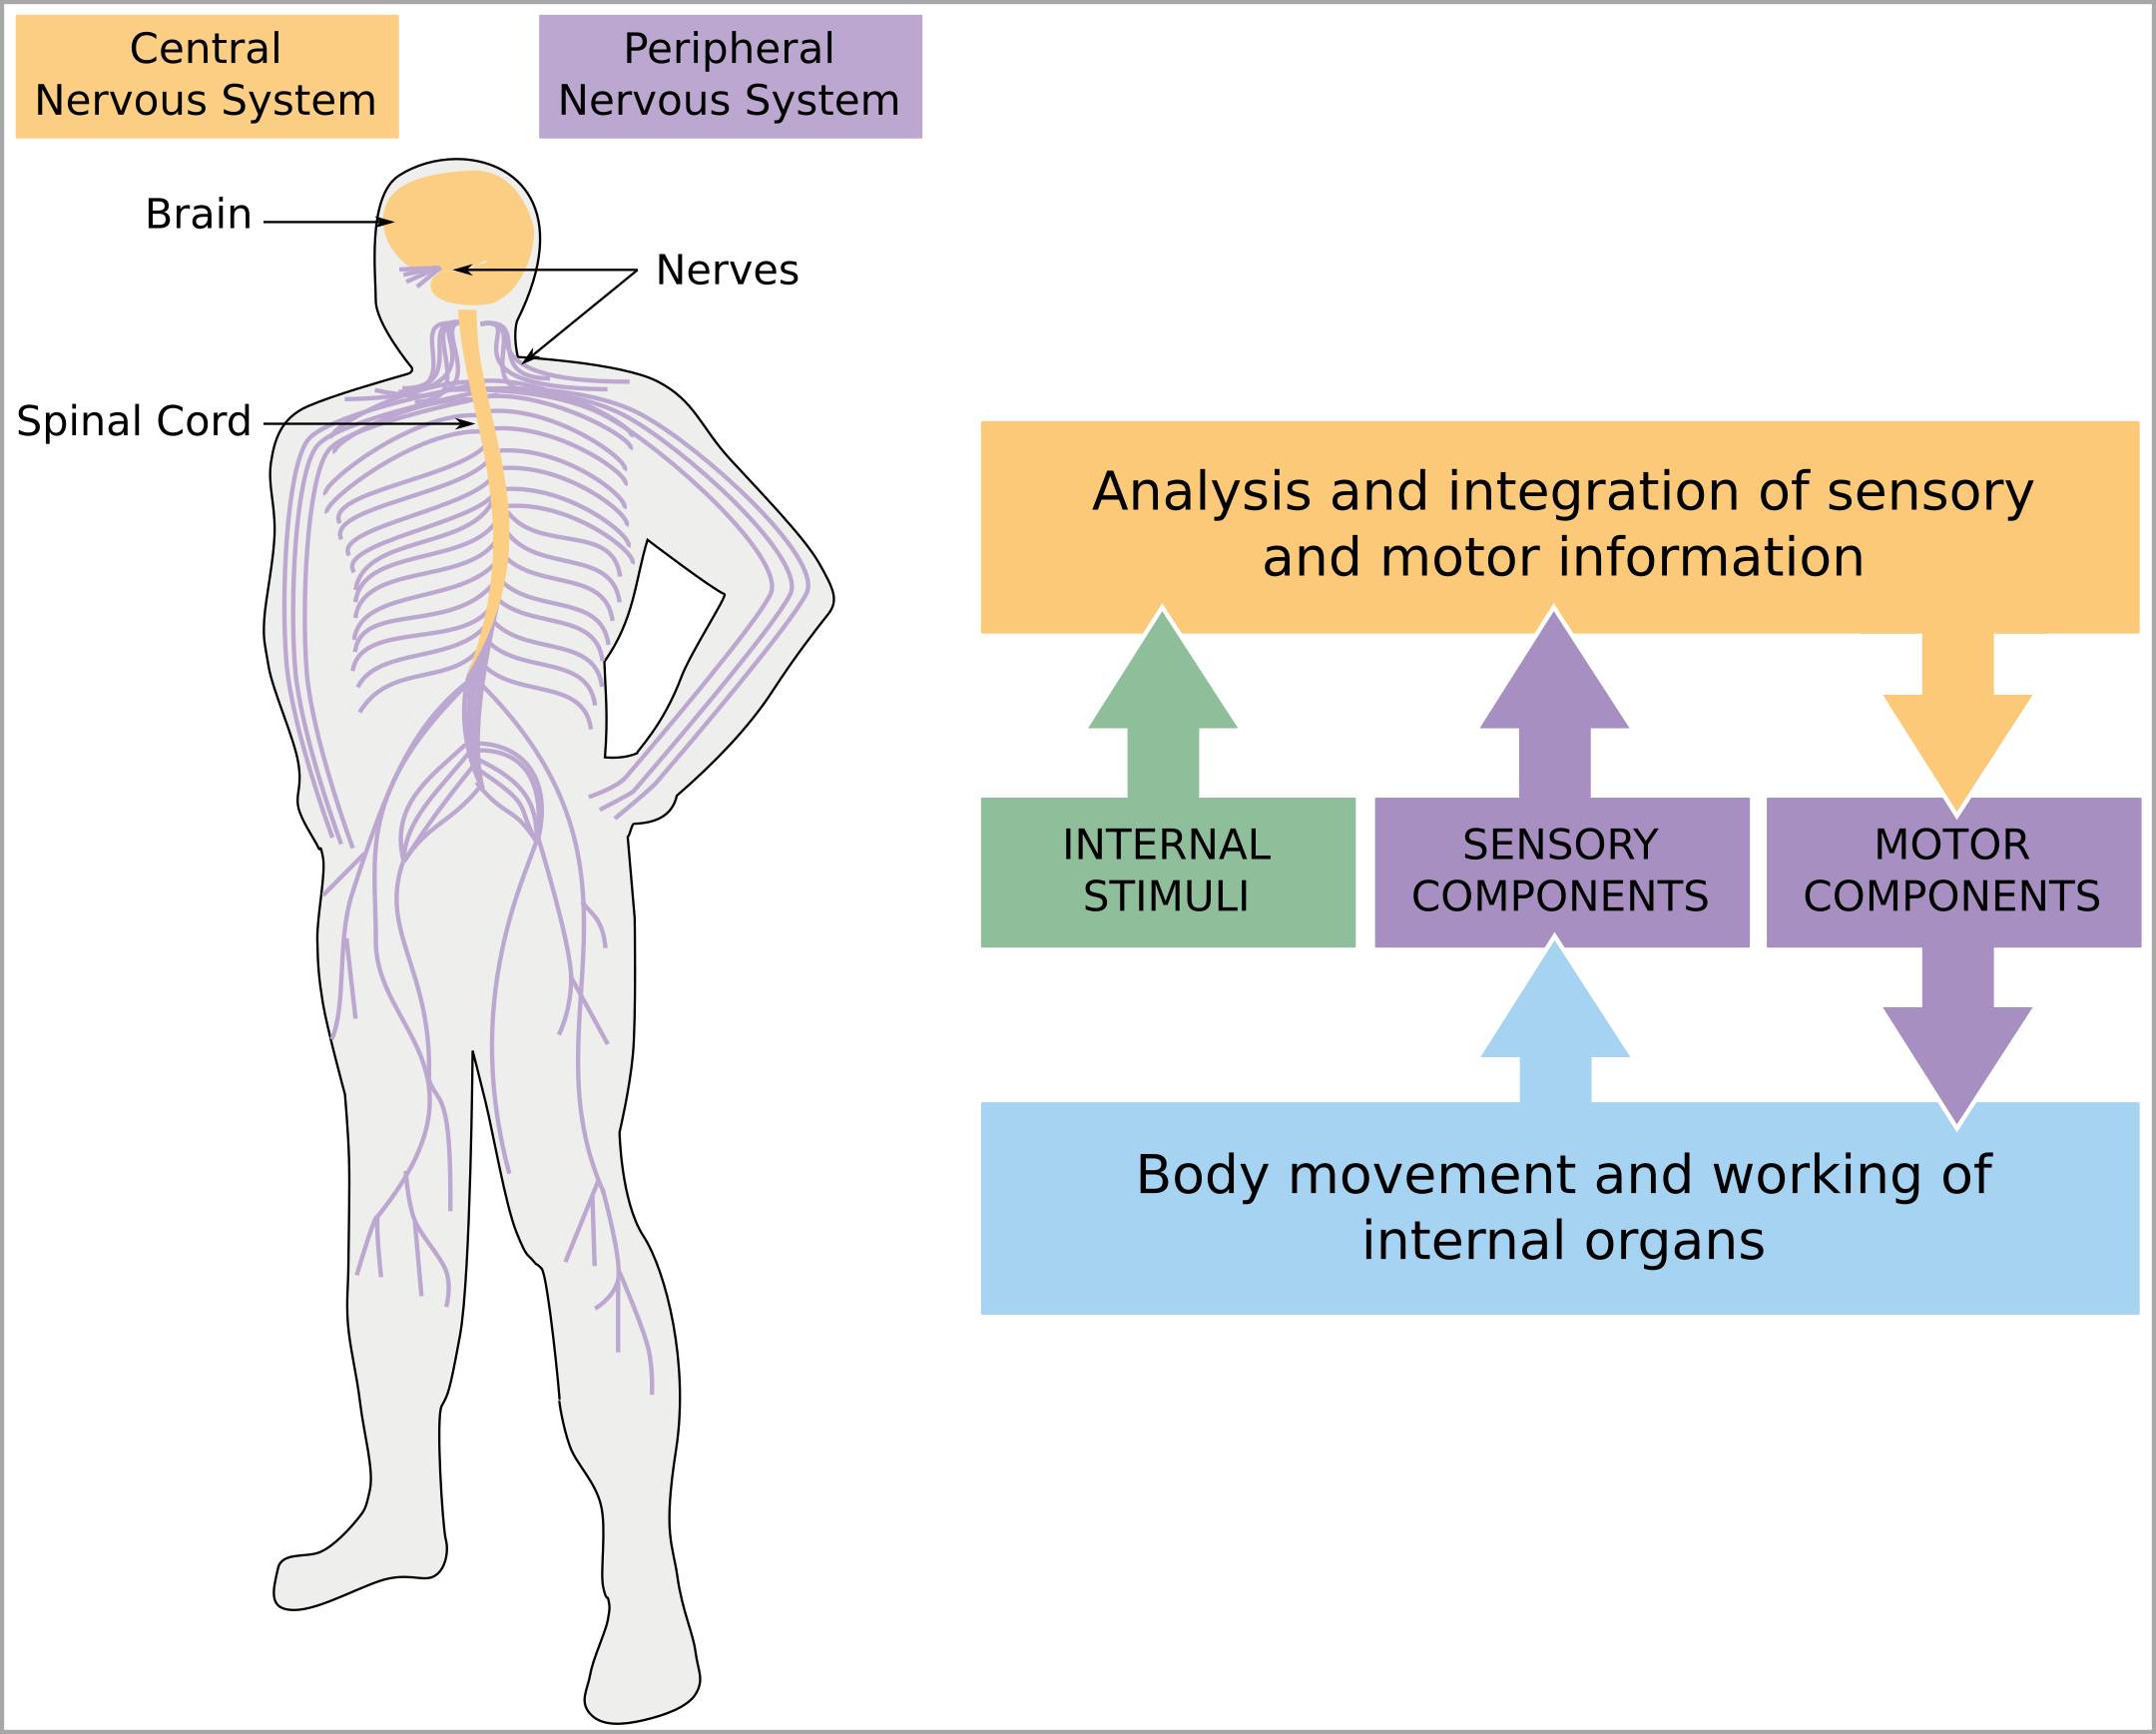 Central
Nervous System
Peripheral
Nervous System
Brain
Nerves
Spinal Cord
Analysis and integration of sensory
and motor information
INTERNAL
STIMULI
SENSORY
COMPONENTS
MOTOR
COMPONENTS
Body movement and working of
internal organs